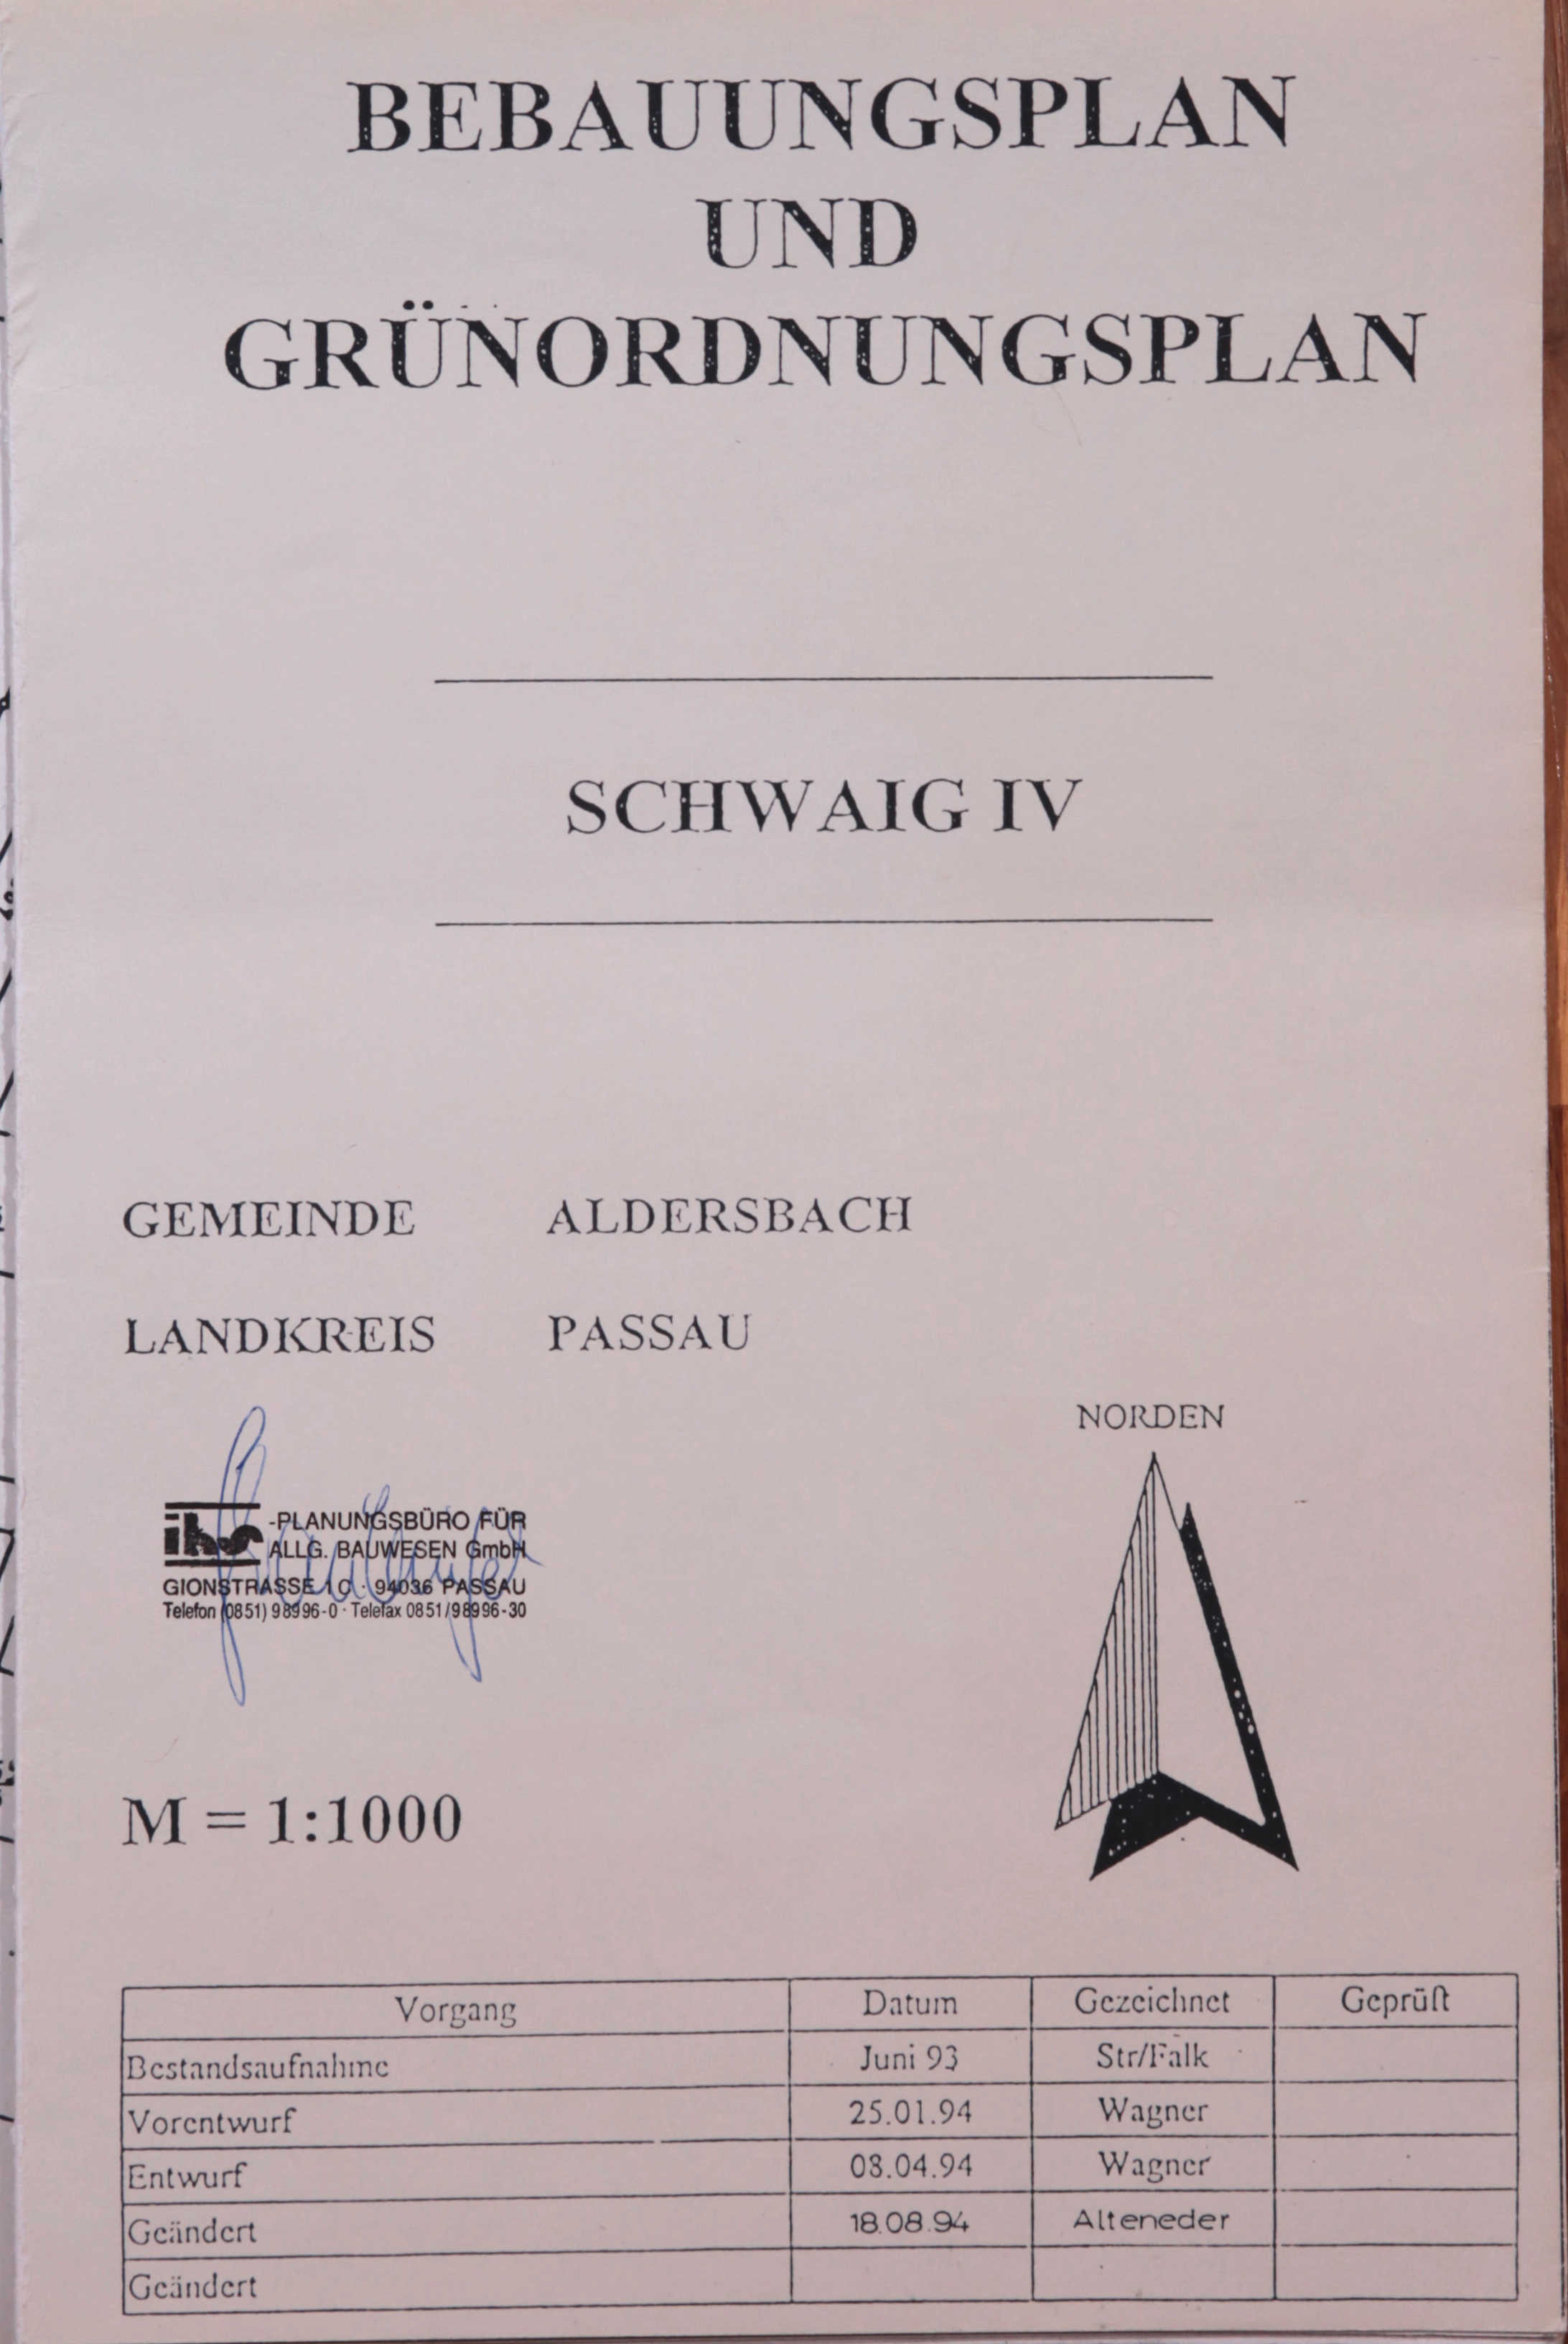 BEBAUUNGSPLAN
UND
GRÜNORDNUNGSPLAN
SCHWAIG IV
GEMEINDE ALDERSBACH
LANDKREIS PASSAU
NORDEN
ihs -PLANUNGSBÜRO FÜR
ALLG. BAUWESEN GmbH
GIONSTRASSE 10 · 94036 PASSAU
Telefon (0851) 98996-0 · Telefax 0851/98996-30
M = 1:1000
Vorgang Datum Gezeichnet Geprüft
Bestandsaufnahme Juni 93 Str/Falk
Vorentwurf 25.01.94 Wagner
Entwurf 08.04.94 Wagner
Geändert 18.08.94 Alteneder
Geändert